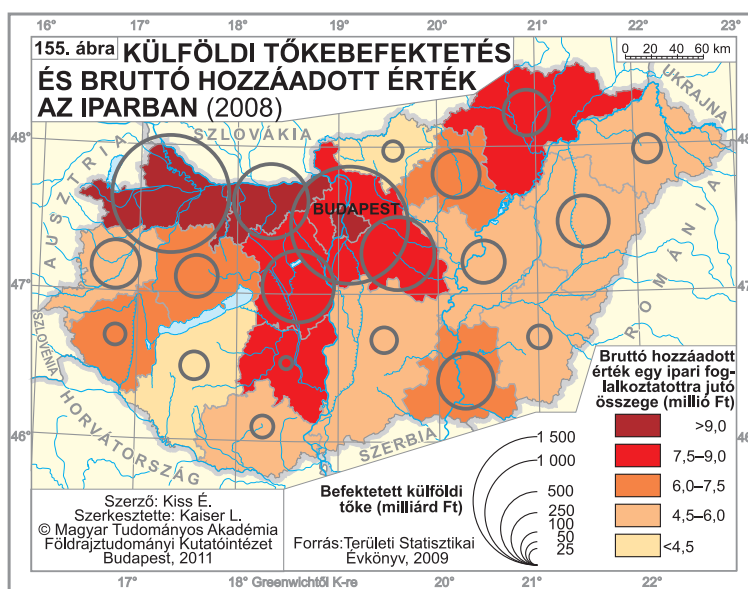 16° 17° 18° 19° 20° 21° 22° 23°
155. ábra
KÜLFÖLDI TŐKEBEFEKTETÉS
ÉS BRUTTÓ HOZZÁADOTT ÉRTÉK
AZ IPARBAN (2008)
0 20 40 60 km
UKRAJNA
48°
48°
SZLOVÁKIA
AUSZTRIA
BUDAPEST
ROMÁNIA
47°
47°
SZLOVÉNIA
HORVÁTORSZÁG
SZERBIA
46°
46°
Bruttó hozzáadott
érték egy ipari fog-
lalkoztatottra jutó
összege (millió Ft)
>9,0
7,5–9,0
6,0–7,5
4,5–6,0
<4,5
1 500
1 000
500
250
100
50
25
Befektetett külföldi
tőke (milliárd Ft)
Forrás:Területi Statisztikai
Évkönyv, 2009
Szerző: Kiss É.
Szerkesztette: Kaiser L.
© Magyar Tudományos Akadémia
Földrajztudományi Kutatóintézet
Budapest, 2011
17° 18° Greenwichtől K-re 20° 21° 22°